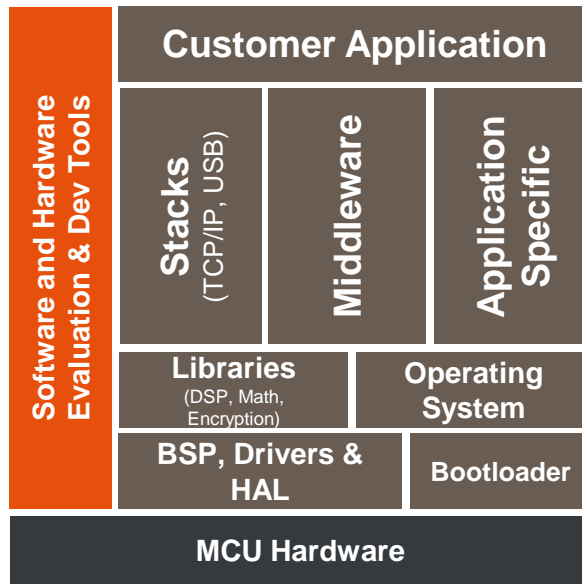 Software and Hardware
Evaluation & Dev Tools
Customer Application
Stacks
(TCP/IP, USB)
Middleware
Application
Specific
Libraries
(DSP, Math,
Encryption)
Operating
System
BSP, Drivers &
HAL
Bootloader
MCU Hardware